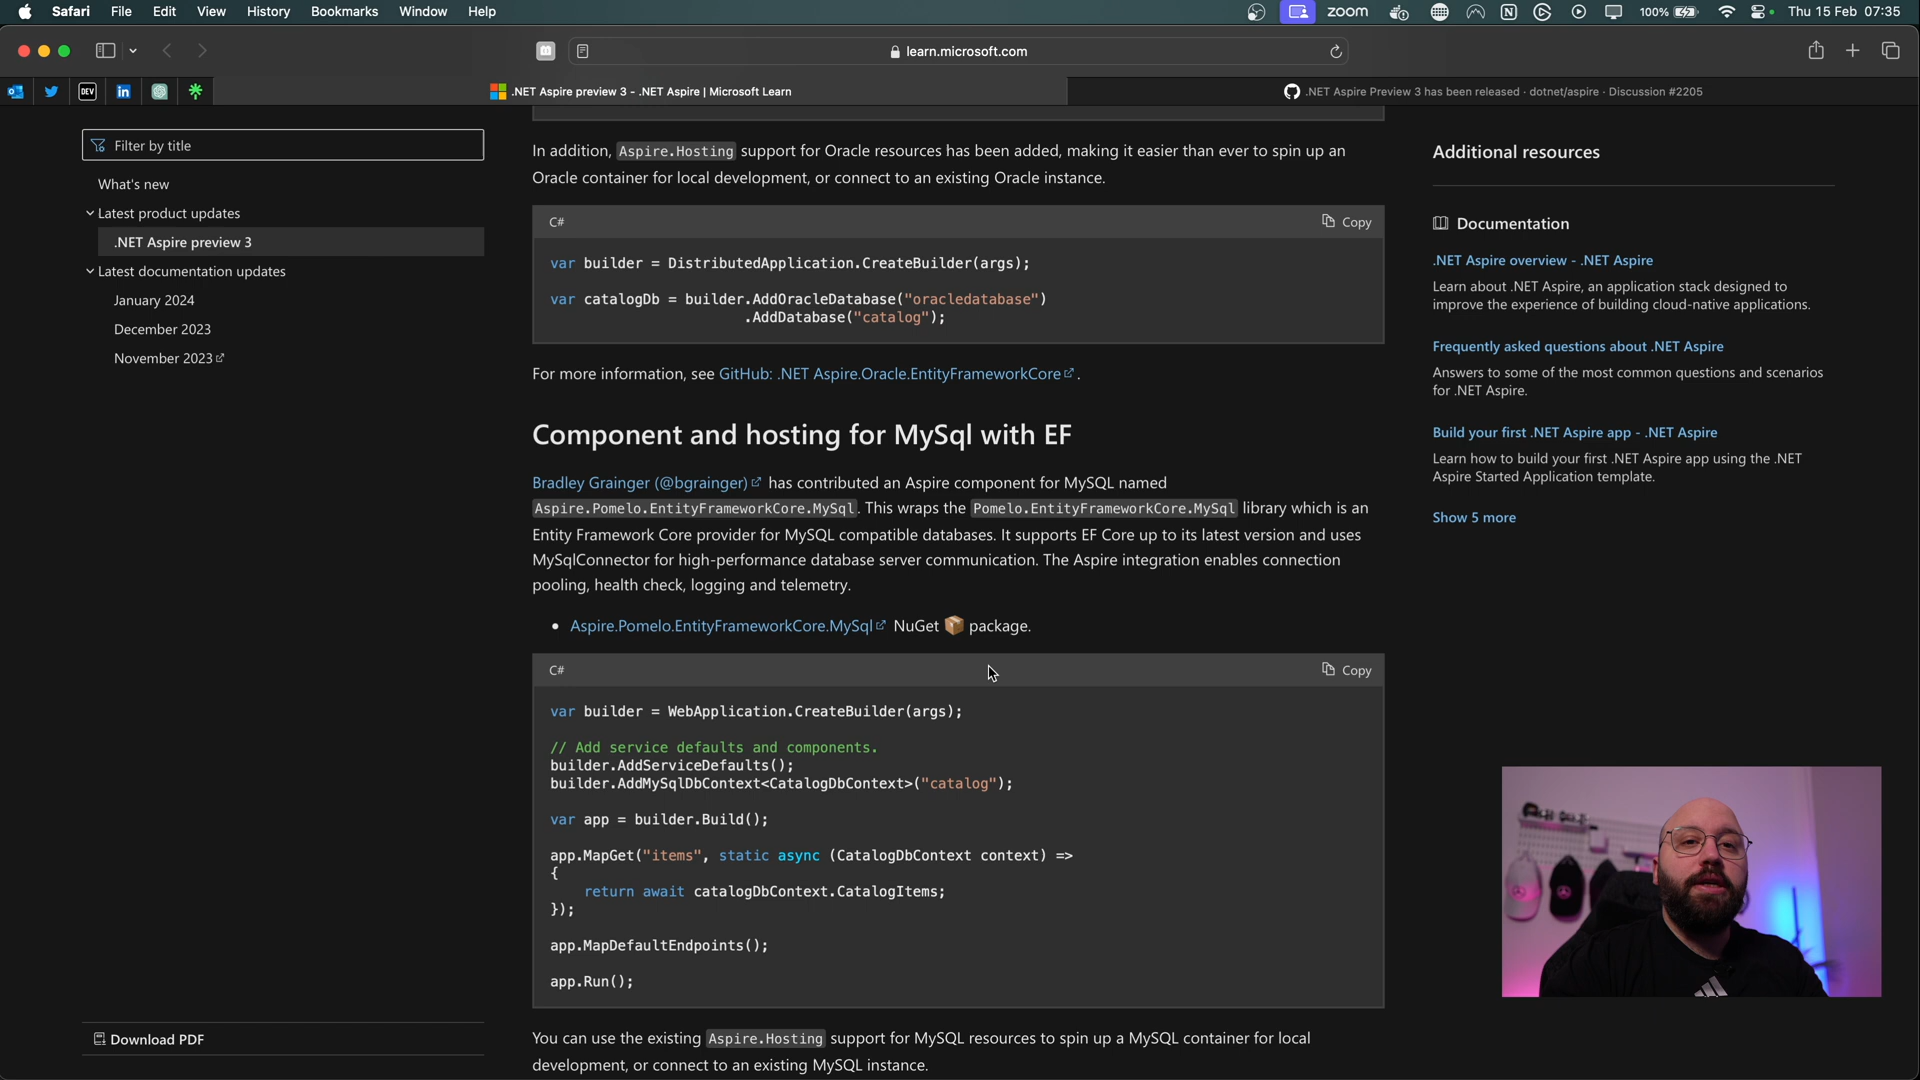 Safari File Edit View History Bookmarks Window Help zoom 100% Thu 15 Feb 07:35
learn.microsoft.com
DEV .NET Aspire preview 3 - .NET Aspire | Microsoft Learn .NET Aspire Preview 3 has been released · dotnet/aspire · Discussion #2205
Filter by title
What's new
Latest product updates
.NET Aspire preview 3
Latest documentation updates
January 2024
December 2023
November 2023
Download PDF
In addition, Aspire.Hosting support for Oracle resources has been added, making it easier than ever to spin up an
Oracle container for local development, or connect to an existing Oracle instance.
C# Copy
var builder = DistributedApplication.CreateBuilder(args);
var catalogDb = builder.AddOracleDatabase("oracledatabase")
.AddDatabase("catalog");
For more information, see GitHub: .NET Aspire.Oracle.EntityFrameworkCore.
Component and hosting for MySql with EF
Bradley Grainger (@bgrainger) has contributed an Aspire component for MySQL named
Aspire.Pomelo.EntityFrameworkCore.MySql. This wraps the Pomelo.EntityFrameworkCore.MySql library which is an
Entity Framework Core provider for MySQL compatible databases. It supports EF Core up to its latest version and uses
MySqlConnector for high-performance database server communication. The Aspire integration enables connection
pooling, health check, logging and telemetry.
• Aspire.Pomelo.EntityFrameworkCore.MySql NuGet 📦 package.
C# Copy
var builder = WebApplication.CreateBuilder(args);
// Add service defaults and components.
builder.AddServiceDefaults();
builder.AddMySqlDbContext<CatalogDbContext>("catalog");
var app = builder.Build();
app.MapGet("items", static async (CatalogDbContext context) =>
{
return await catalogDbContext.CatalogItems;
});
app.MapDefaultEndpoints();
app.Run();
You can use the existing Aspire.Hosting support for MySQL resources to spin up a MySQL container for local
development, or connect to an existing MySQL instance.
Additional resources
Documentation
.NET Aspire overview - .NET Aspire
Learn about .NET Aspire, an application stack designed to
improve the experience of building cloud-native applications.
Frequently asked questions about .NET Aspire
Answers to some of the most common questions and scenarios
for .NET Aspire.
Build your first .NET Aspire app - .NET Aspire
Learn how to build your first .NET Aspire app using the .NET
Aspire Started Application template.
Show 5 more